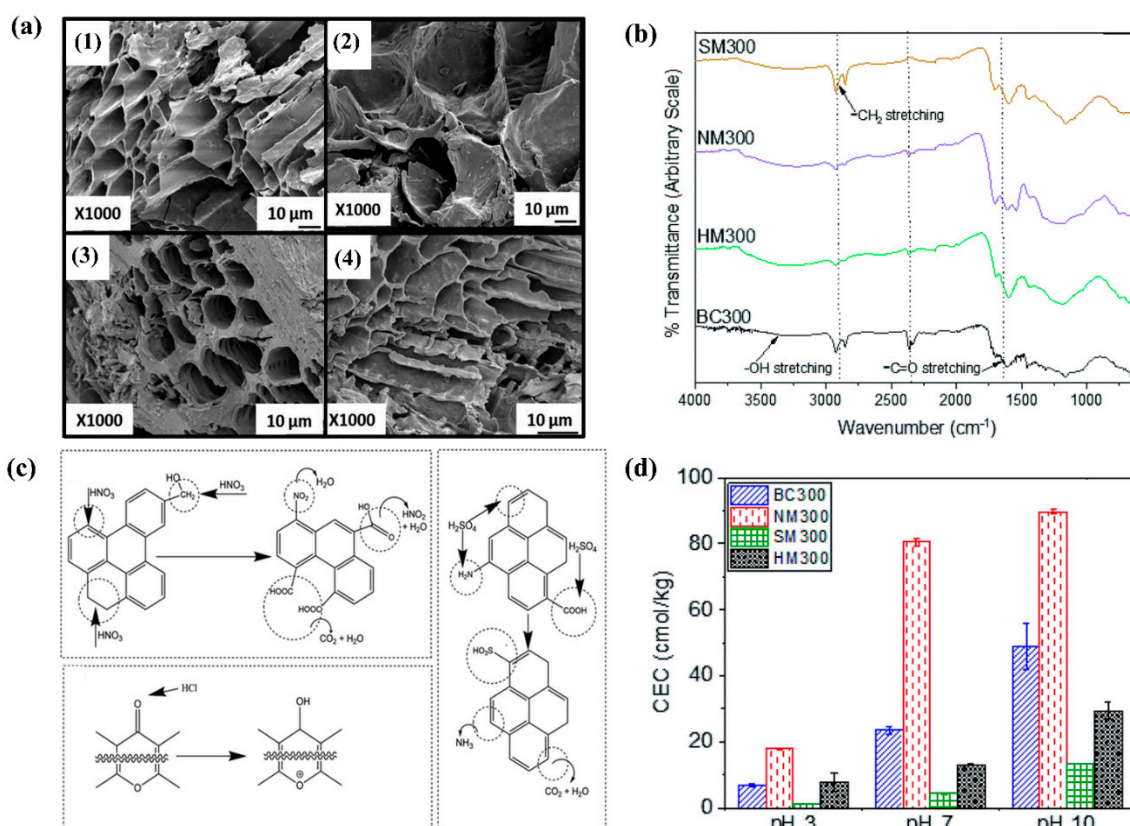 (a)
(1)
X1000
10 µm
(2)
X1000
10 µm
(3)
X1000
10 µm
(4)
X1000
10 µm
(b)
SM300
-CH2 stretching
NM300
HM300
BC300
-OH stretching
-C=O stretching
% Transmittance (Arbitrary Scale)
4000 3500 3000 2500 2000 1500 1000
Wavenumber (cm-1)
(c)
HNO3
HO
CH2
HNO3
HNO3
NO2
H2O
HO
O
HNO2
+ H2O
HOOC
HOOC
CO2 + H2O
HCl
O
O
OH
O
⊕
H2SO4
H2SO4
H2N
COOH
HO3S
NH3
CO2 + H2O
(d)
BC300
NM300
SM300
HM300
CEC (cmol/kg)
100
80
60
40
20
0
pH 3 pH 7 pH 10